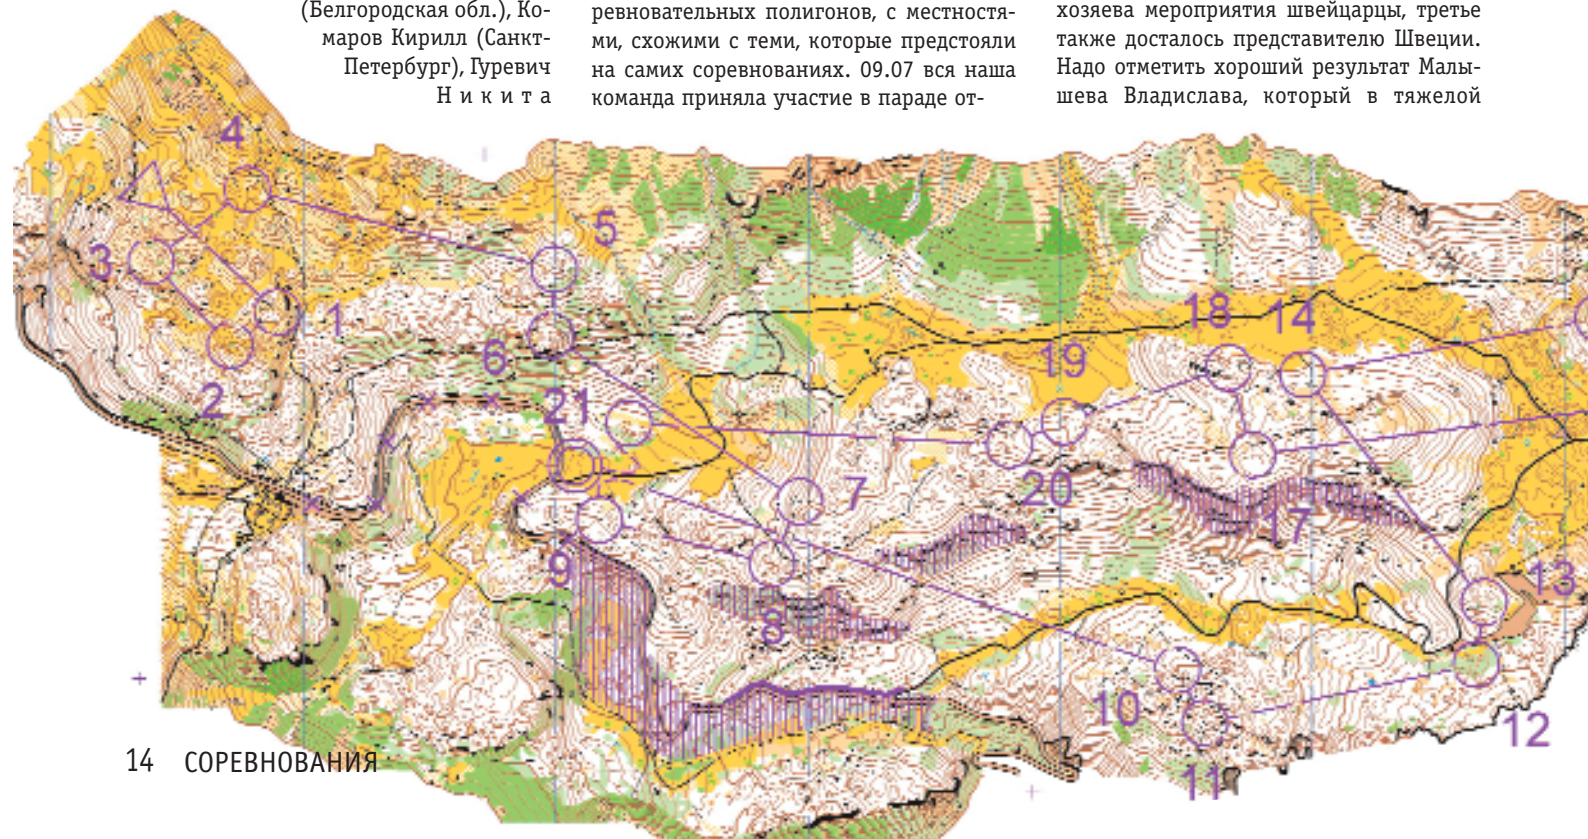 (Белгородская обл.), Ко-
маров Кирилл (Санкт-
Петербург), Гуревич
Никита
ревновательных полигонов, с местностя-
ми, схожими с теми, которые предстояли
на самих соревнованиях. 09.07 вся наша
команда приняла участие в параде от-
хозяева мероприятия швейцарцы, третье
также досталось представителю Швеции.
Надо отметить хороший результат Малы-
шева Владислава, который в тяжелой
4
5
3
1
18
14
6
19
2
21
7
20
17
9
13
8
10
12
11
14 СОРЕВНОВАНИЯ